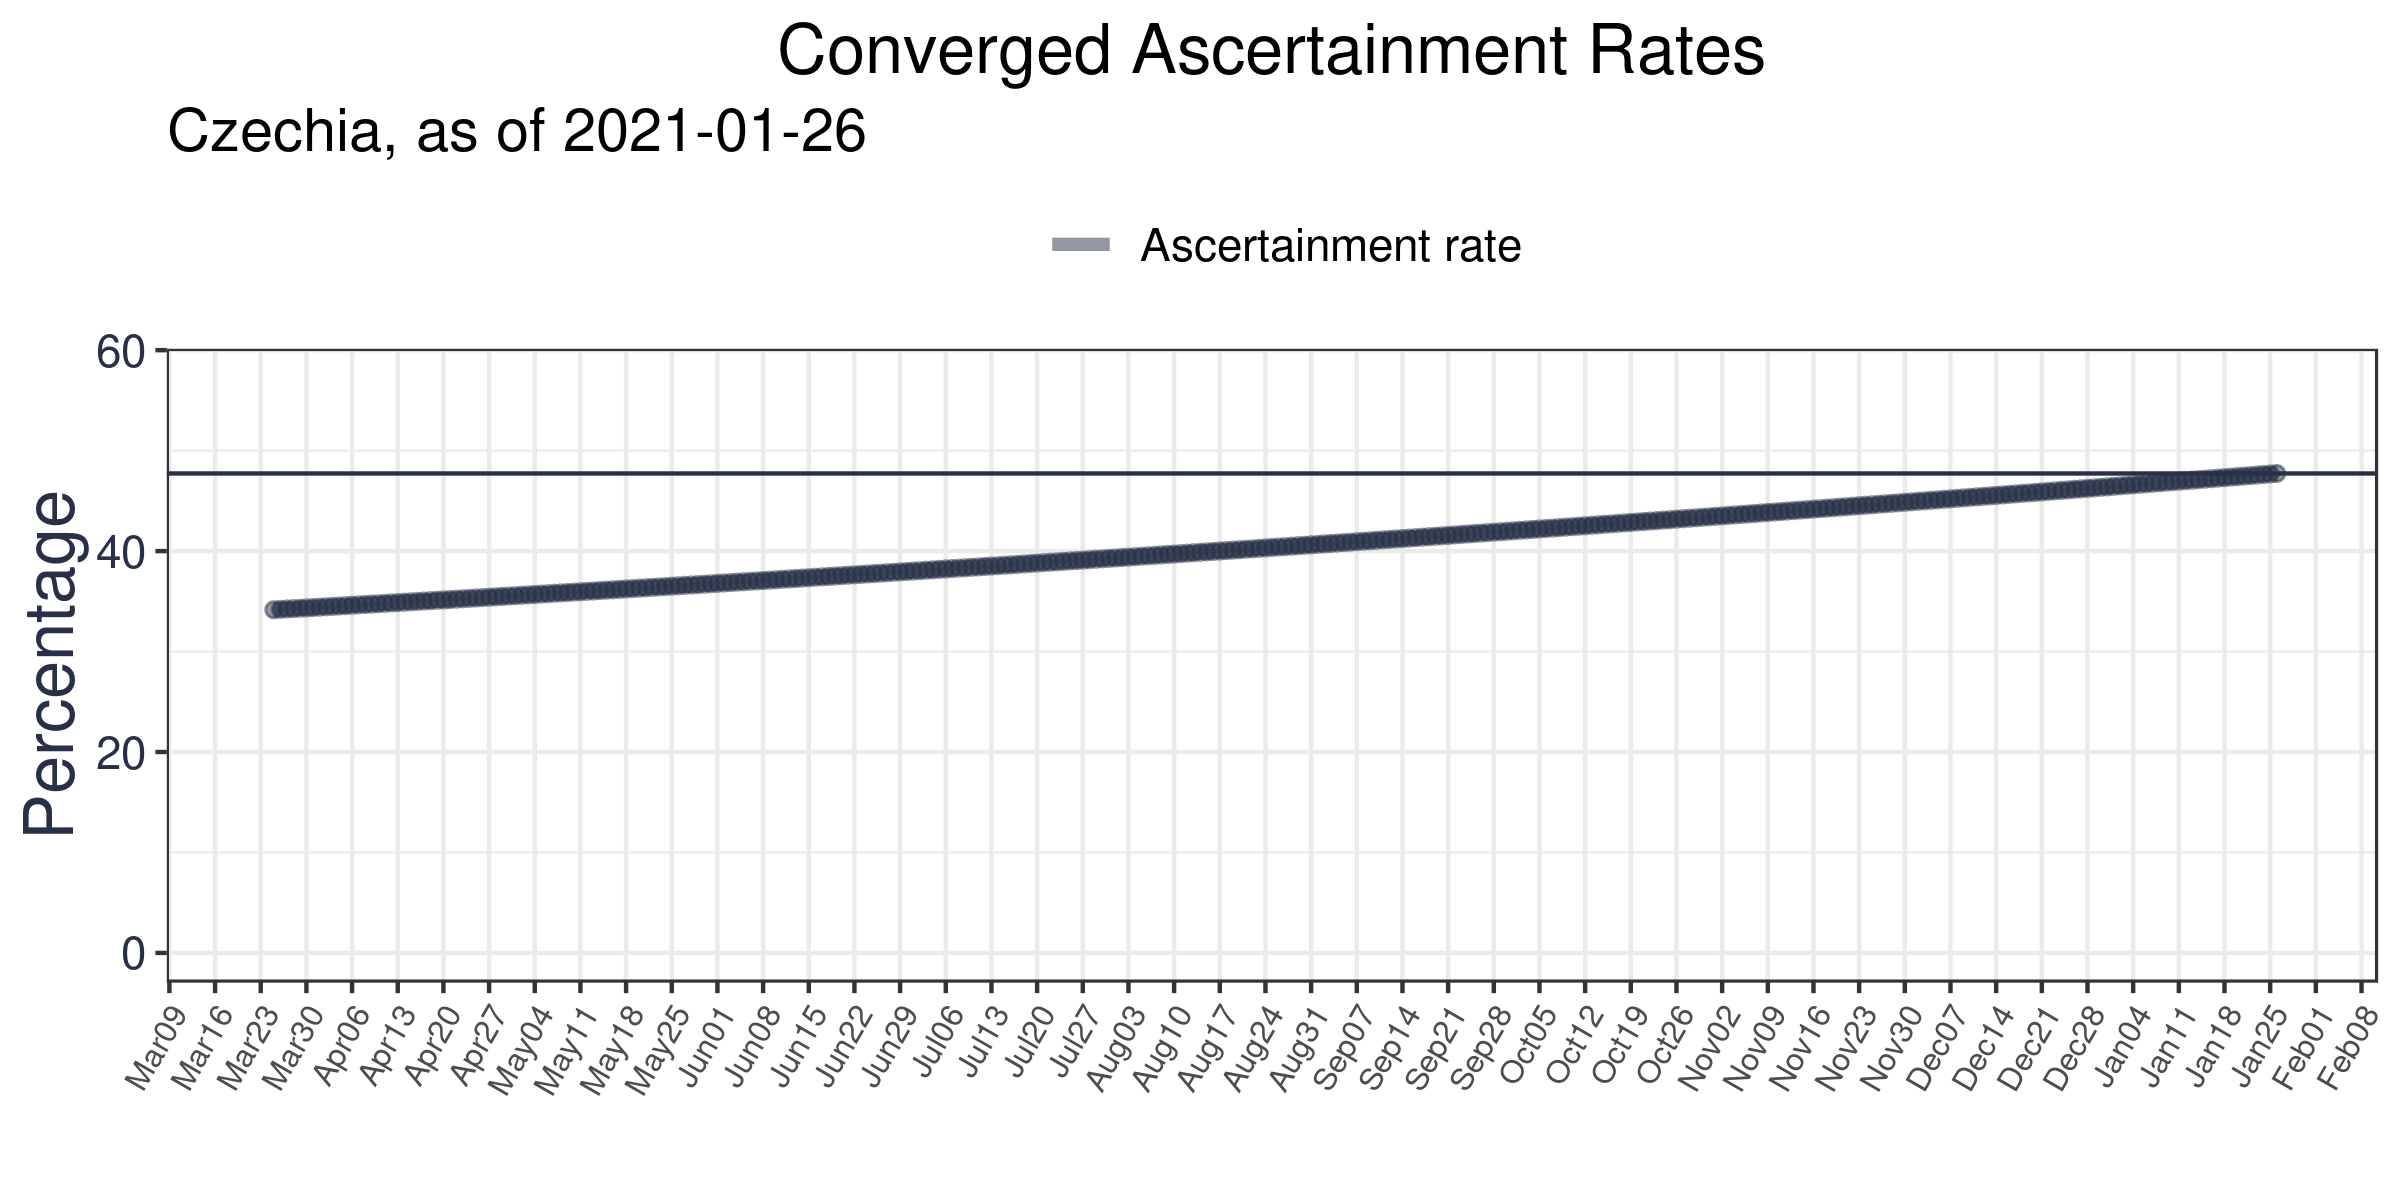 Converged Ascertainment Rates
Czechia, as of 2021-01-26
Ascertainment rate
Percentage
60
40
20
0
Mar09 Mar16 Mar23 Mar30 Apr06 Apr13 Apr20 Apr27 May04 May11 May18 May25 Jun01 Jun08 Jun15 Jun22 Jun29 Jul06 Jul13 Jul20 Jul27 Aug03 Aug10 Aug17 Aug24 Aug31 Sep07 Sep14 Sep21 Sep28 Oct05 Oct12 Oct19 Oct26 Nov02 Nov09 Nov16 Nov23 Nov30 Dec07 Dec14 Dec21 Dec28 Jan04 Jan11 Jan18 Jan25 Feb01 Feb08